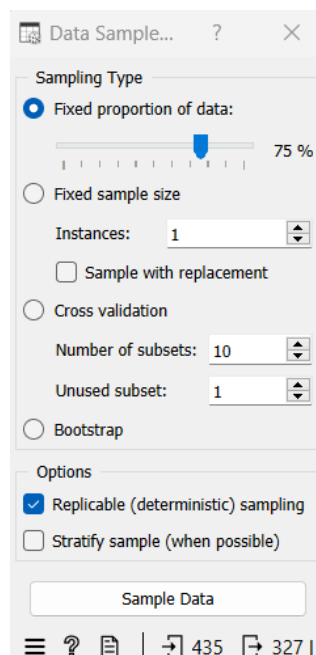 Data Sample... ?
Sampling Type
Fixed proportion of data:
75 %
Fixed sample size
Instances: 1
Sample with replacement
Cross validation
Number of subsets: 10
Unused subset: 1
Bootstrap
Options
Replicable (deterministic) sampling
Stratify sample (when possible)
Sample Data
? 435 327 |